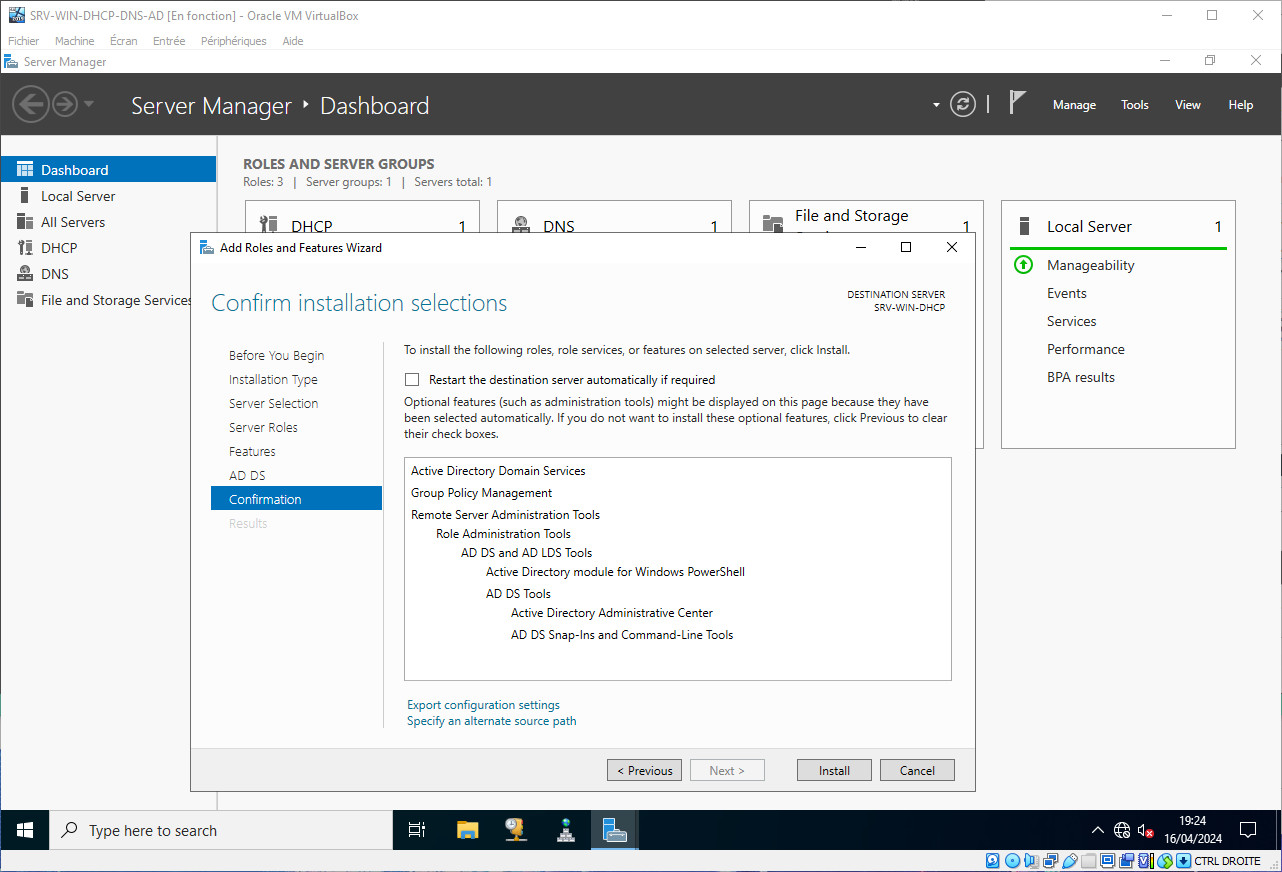 SRV-WIN-DHCP-DNS-AD [En fonction] - Oracle VM VirtualBox
Fichier Machine Écran Entrée Périphériques Aide
Server Manager
Server Manager ‣ Dashboard
Manage Tools View Help
Dashboard
Local Server
All Servers
DHCP
DNS
File and Storage Services
ROLES AND SERVER GROUPS
Roles: 3 | Server groups: 1 | Servers total: 1
DHCP 1
DNS 1
File and Storage
1
Local Server 1
Manageability
Events
Services
Performance
BPA results
Add Roles and Features Wizard
Confirm installation selections
DESTINATION SERVER
SRV-WIN-DHCP
Before You Begin
Installation Type
Server Selection
Server Roles
Features
AD DS
Confirmation
Results
To install the following roles, role services, or features on selected server, click Install.
Restart the destination server automatically if required
Optional features (such as administration tools) might be displayed on this page because they have
been selected automatically. If you do not want to install these optional features, click Previous to clear
their check boxes.
Active Directory Domain Services
Group Policy Management
Remote Server Administration Tools
Role Administration Tools
AD DS and AD LDS Tools
Active Directory module for Windows PowerShell
AD DS Tools
Active Directory Administrative Center
AD DS Snap-Ins and Command-Line Tools
Export configuration settings
Specify an alternate source path
< Previous
Next >
Install
Cancel
Type here to search
19:24
16/04/2024
CTRL DROITE